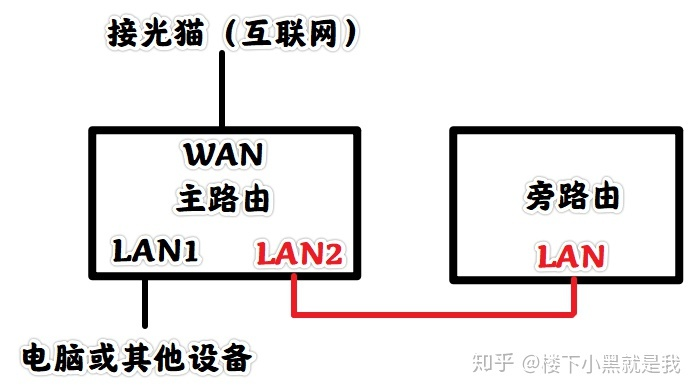 接光猫（互联网）
WAN
主路由
旁路由
LAN1
LAN2
LAN
电脑或其他设备
知乎 @楼下小黑就是我